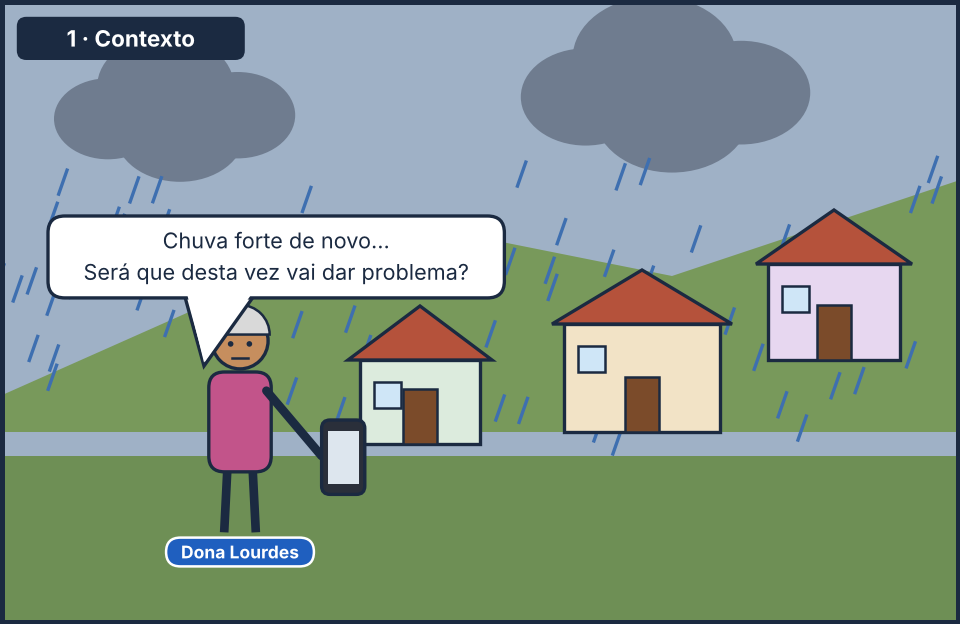 1 · Contexto
Chuva forte de novo...
Será que desta vez vai dar problema?
Dona Lourdes